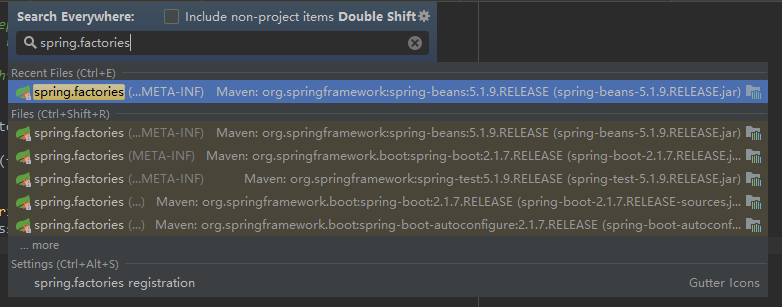 Search Everywhere: Include non-project items Double Shift
spring.factories
Recent Files (Ctrl+E)
spring.factories (...META-INF) Maven: org.springframework:spring-beans:5.1.9.RELEASE (spring-beans-5.1.9.RELEASE.jar)
Files (Ctrl+Shift+R)
spring.factories (...META-INF) Maven: org.springframework:spring-beans:5.1.9.RELEASE (spring-beans-5.1.9.RELEASE.jar)
spring.factories (META-INF) Maven: org.springframework.boot:spring-boot:2.1.7.RELEASE (spring-boot-2.1.7.RELEASE.j...
spring.factories (...META-INF) Maven: org.springframework:spring-test:5.1.9.RELEASE (spring-test-5.1.9.RELEASE.jar)
spring.factories (...) Maven: org.springframework.boot:spring-boot:2.1.7.RELEASE (spring-boot-2.1.7.RELEASE-sources.j...
spring.factories (...) Maven: org.springframework.boot:spring-boot-autoconfigure:2.1.7.RELEASE (spring-boot-autoconf...
... more
Settings (Ctrl+Alt+S)
spring.factories registration Gutter Icons